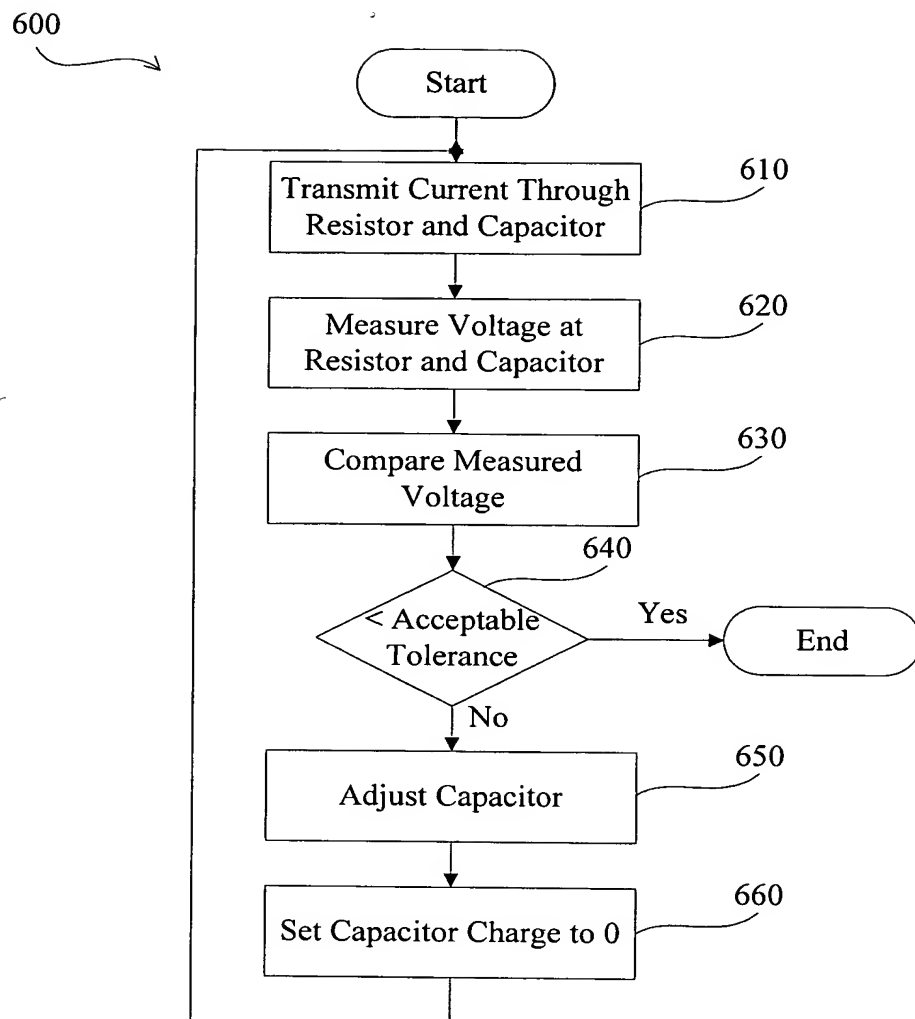 600
Start
610
Transmit Current Through
Resistor and Capacitor
620
Measure Voltage at
Resistor and Capacitor
630
Compare Measured
Voltage
640
< Acceptable
Tolerance
Yes
End
No
650
Adjust Capacitor
660
Set Capacitor Charge to 0